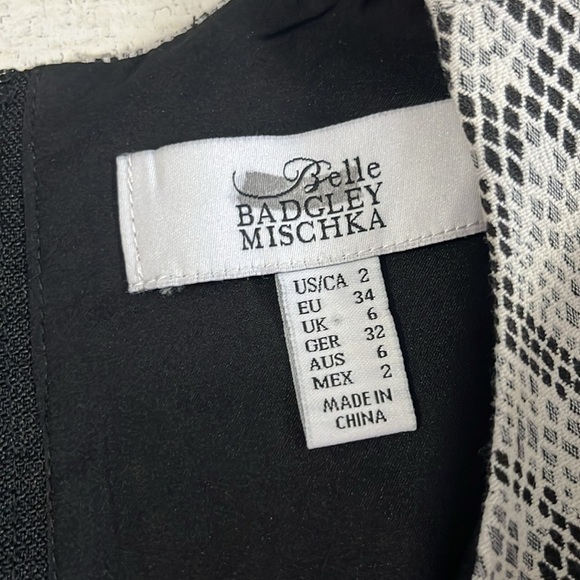 Belle
BADGLEY
MISCHKA
US/CA 2
EU 34
UK 6
GER 32
AUS 6
MEX 2
MADE IN
CHINA